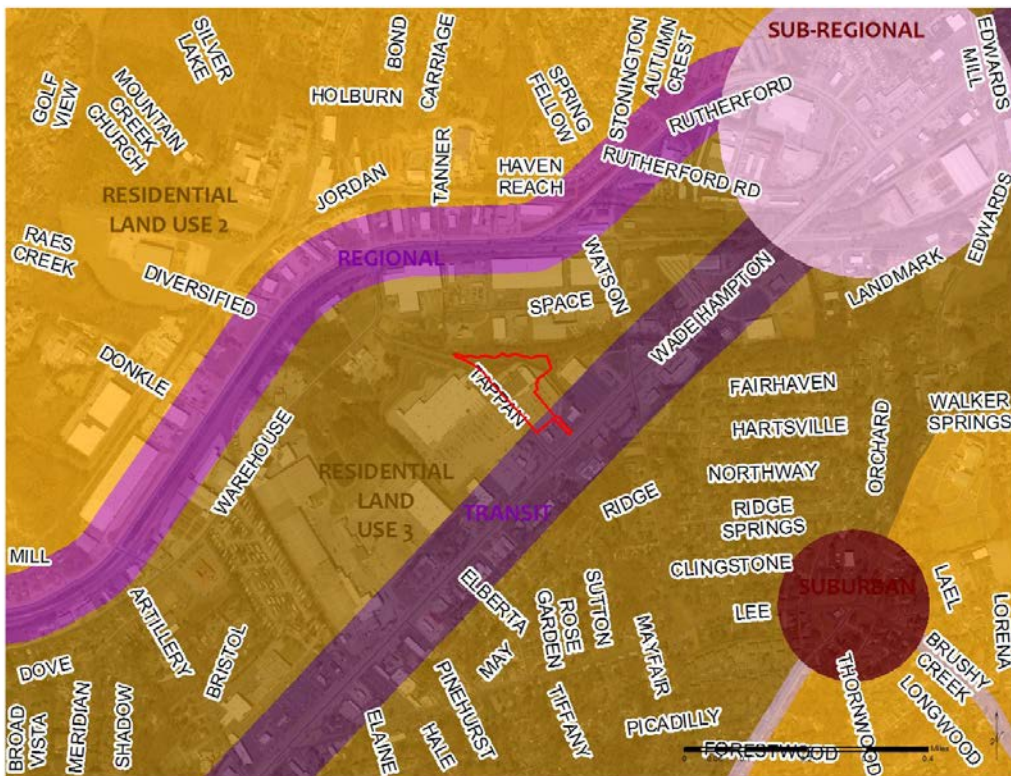 SUB-REGIONAL
SILVER
LAKE
BOND
CARRIAGE
STONINGTON
AUTUMN
CREST
EDWARDS
MILL
GOLF
VIEW
MOUNTAIN
CREEK
CHURCH
HOLBURN
SPRING
FELLOW
RUTHERFORD
JORDAN
TANNER
HAVEN
REACH
RUTHERFORD RD
RESIDENTIAL
LAND USE 2
RAES
CREEK
DIVERSIFIED
REGIONAL
WATSON
SPACE
WADE HAMPTON
LANDMARK
EDWARDS
DONKLE
TAPPAN
FAIRHAVEN
HARTSVILLE
ORCHARD
WALKER
SPRINGS
WAREHOUSE
RESIDENTIAL
LAND
USE 3
NORTHWAY
RIDGE
RIDGE
SPRINGS
TRANSIT
MILL
CLINGSTONE
SUBURBAN
LEE
LAEL
LORENA
ARTILLERY
ELBERTA
SUTTON
ROSE
GARDEN
MAY
MAYFAIR
BRUSHY
CREEK
DOVE
BRISTOL
BROAD
VISTA
MERIDIAN
SHADOW
PINEHURST
TIFFANY
THORNWOOD
LONGWOOD
ELAINE
HALE
PICADILLY
FORESTWOOD
Miles
0
0.4